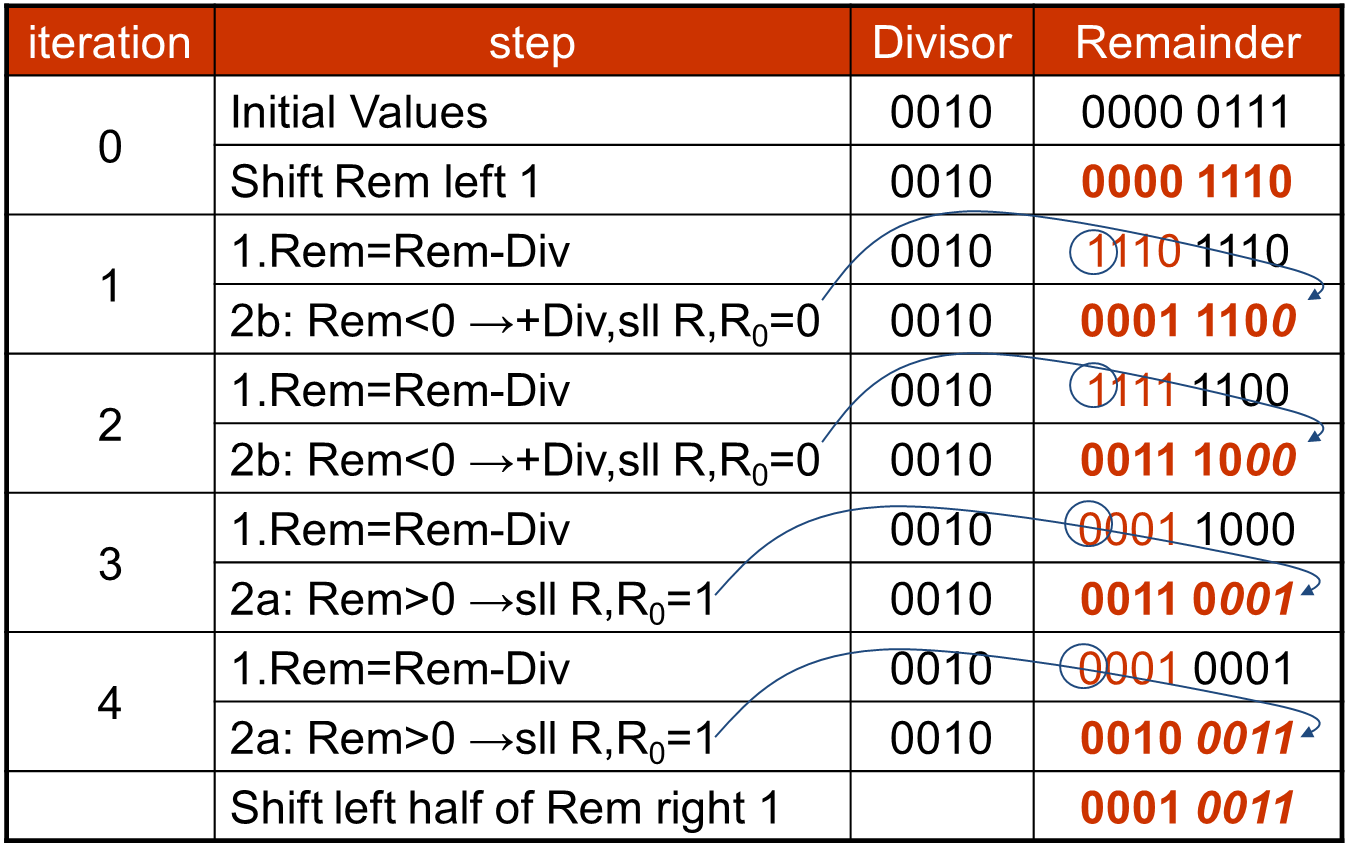 iteration step Divisor Remainder
0 Initial Values 0010 0000 0111
Shift Rem left 1 0010 0000 1110
1 1.Rem=Rem-Div 0010 1110 1110
2b: Rem<0 →+Div,sll R,R₀=0 0010 0001 1100
2 1.Rem=Rem-Div 0010 1111 1100
2b: Rem<0 →+Div,sll R,R₀=0 0010 0011 1000
3 1.Rem=Rem-Div 0010 0001 1000
2a: Rem>0 →sll R,R₀=1 0010 0011 0001
4 1.Rem=Rem-Div 0010 0001 0001
2a: Rem>0 →sll R,R₀=1 0010 0010 0011
Shift left half of Rem right 1 0001 0011